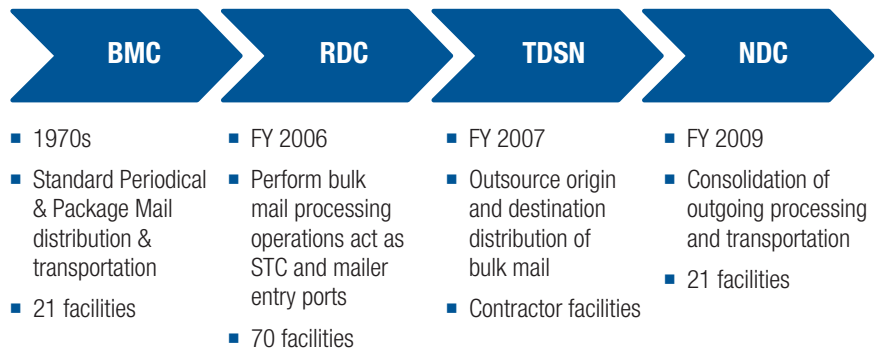 BMC
■ 1970s
■ Standard Periodical
& Package Mail
distribution &
transportation
■ 21 facilities
RDC
■ FY 2006
■ Perform bulk
mail processing
operations act as
STC and mailer
entry ports
■ 70 facilities
TDSN
■ FY 2007
■ Outsource origin
and destination
distribution of
bulk mail
■ Contractor facilities
NDC
■ FY 2009
■ Consolidation of
outgoing processing
and transportation
■ 21 facilities